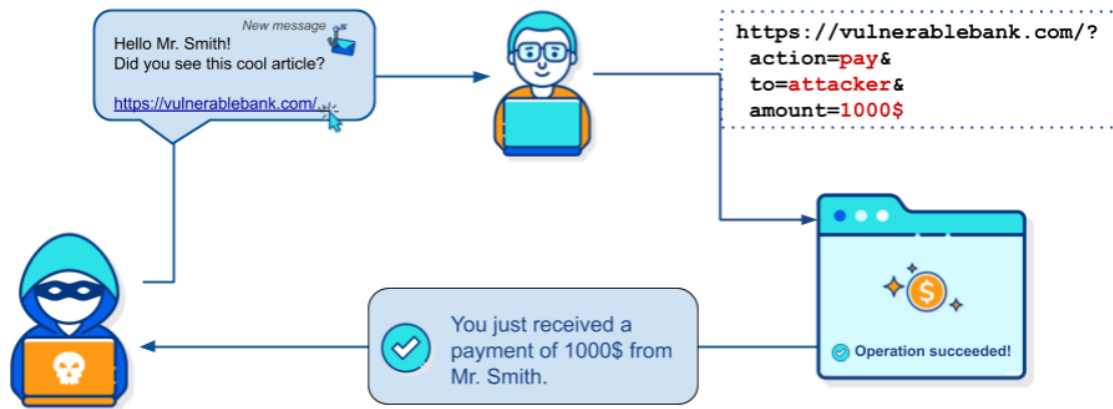 New message
Hello Mr. Smith!
Did you see this cool article?
https://vulnerablebank.com/...
https://vulnerablebank.com/?
action=pay&
to=attacker&
amount=1000$
Operation succeeded!
You just received a
payment of 1000$ from
Mr. Smith.